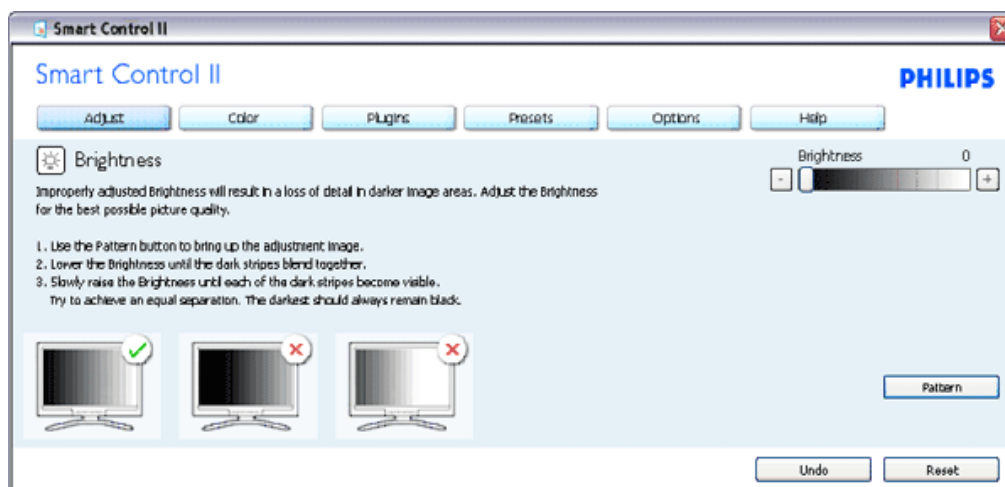 Smart Control II
Smart Control II
PHILIPS
Adjust Color Plugins Presets Options Help
Brightness
Brightness 0
Improperly adjusted Brightness will result in a loss of detail in darker image areas. Adjust the Brightness
for the best possible picture quality.
1. Use the Pattern button to bring up the adjustment image.
2. Lower the Brightness until the dark stripes blend together.
3. Slowly raise the Brightness until each of the dark stripes become visible.
Try to achieve an equal separation. The darkest should always remain black.
Pattern
Undo Reset